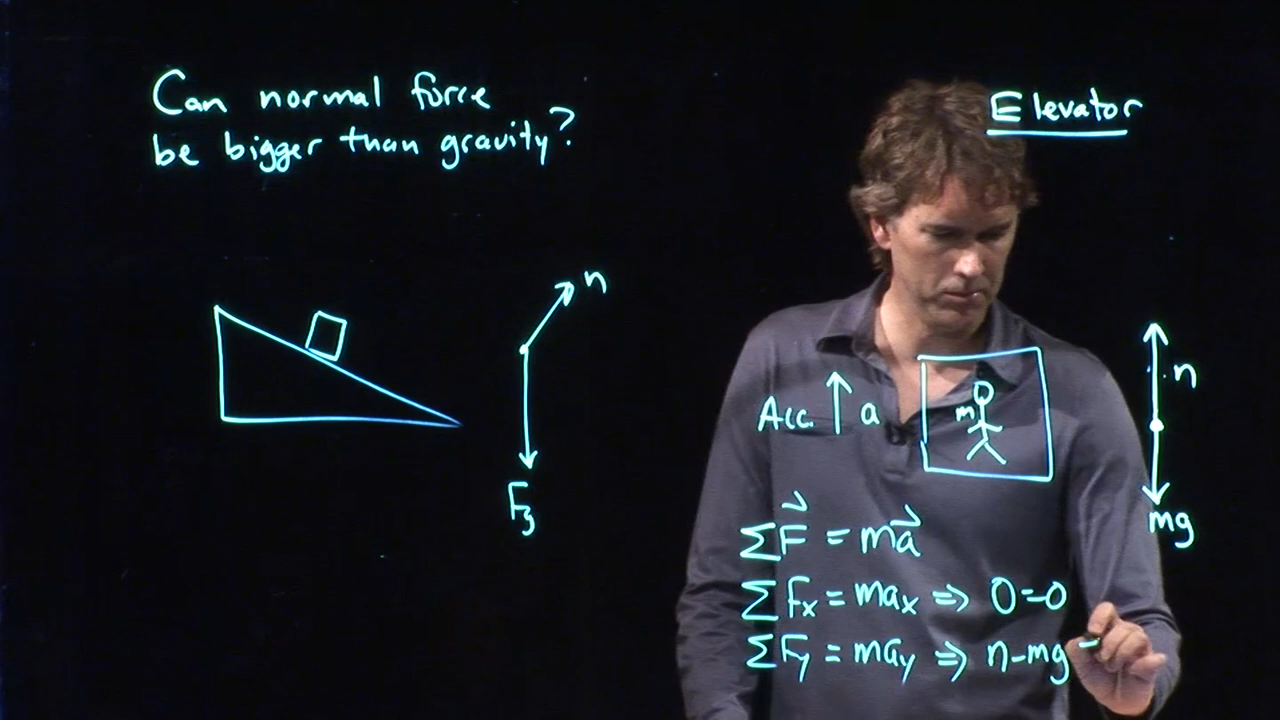 Can normal force
be bigger than gravity?
n
Fg
Elevator
Acc. ↑ a
m
n
mg
ΣF⃗ = ma⃗
ΣFx = max ⇒ 0=0
ΣFy = may ⇒ n-mg =